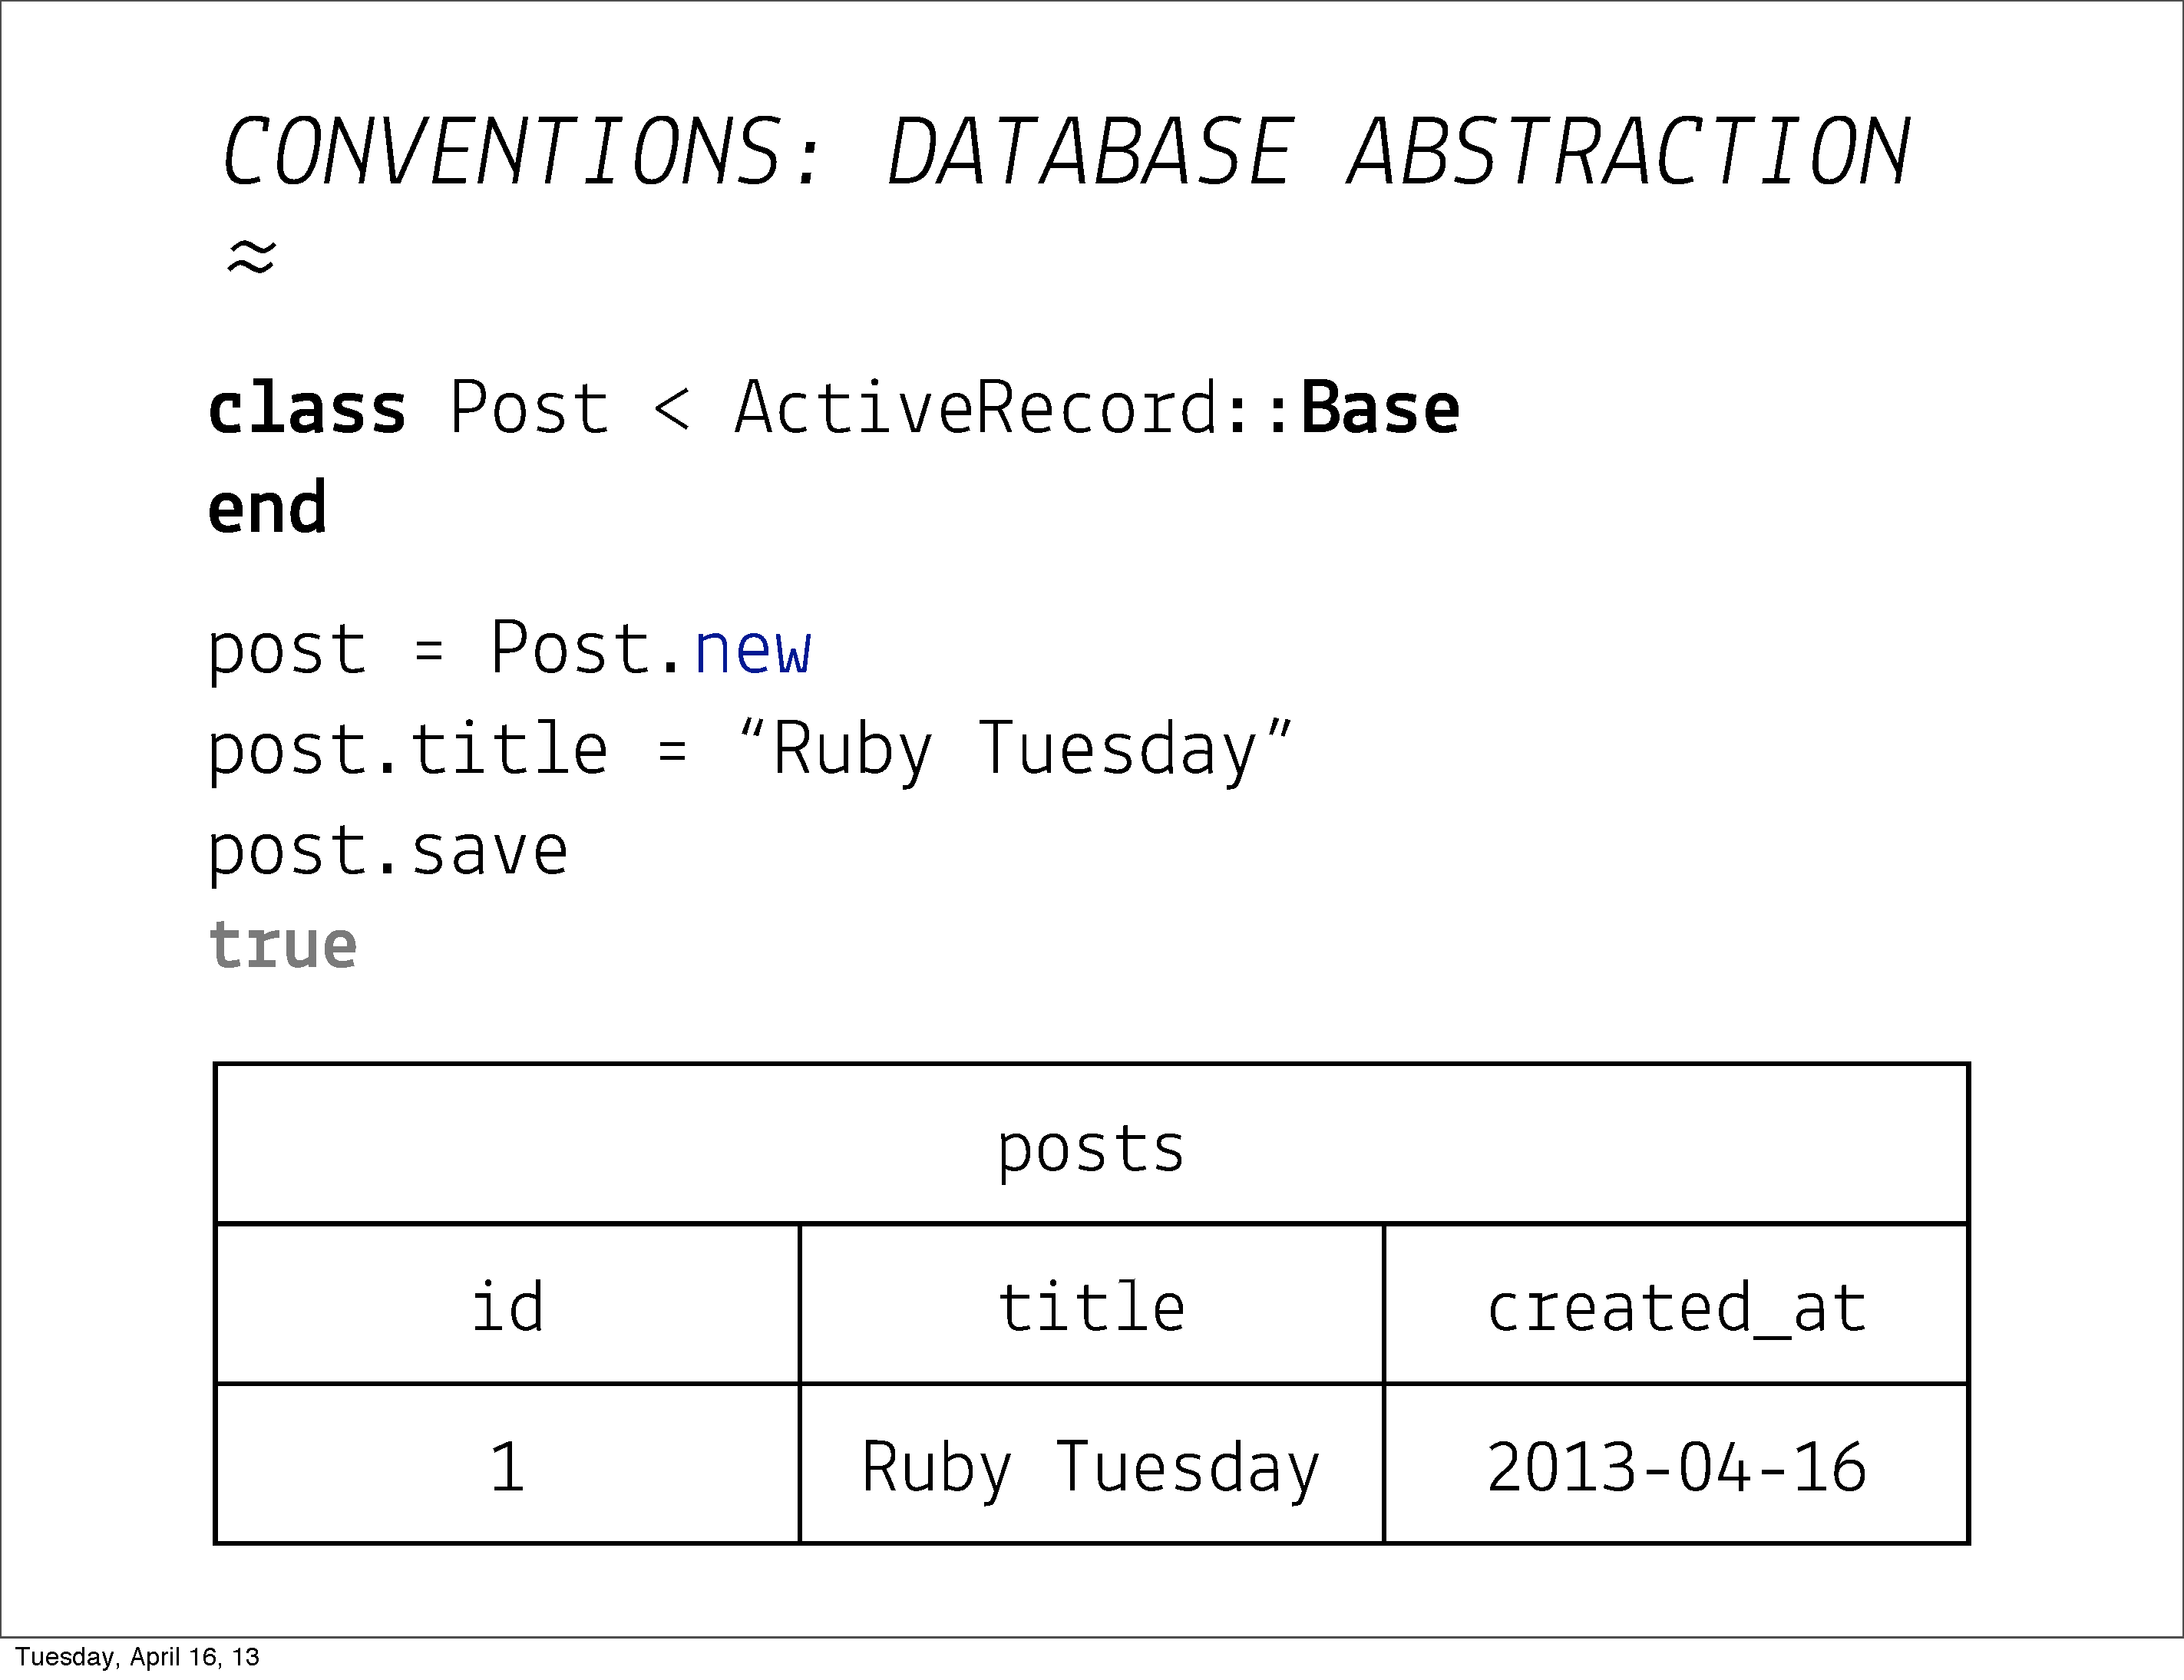 CONVENTIONS: DATABASE ABSTRACTION
≈
class Post < ActiveRecord::Base
end
post = Post.new
post.title = “Ruby Tuesday”
post.save
true
posts
id title created_at
1 Ruby Tuesday 2013-04-16
Tuesday, April 16, 13